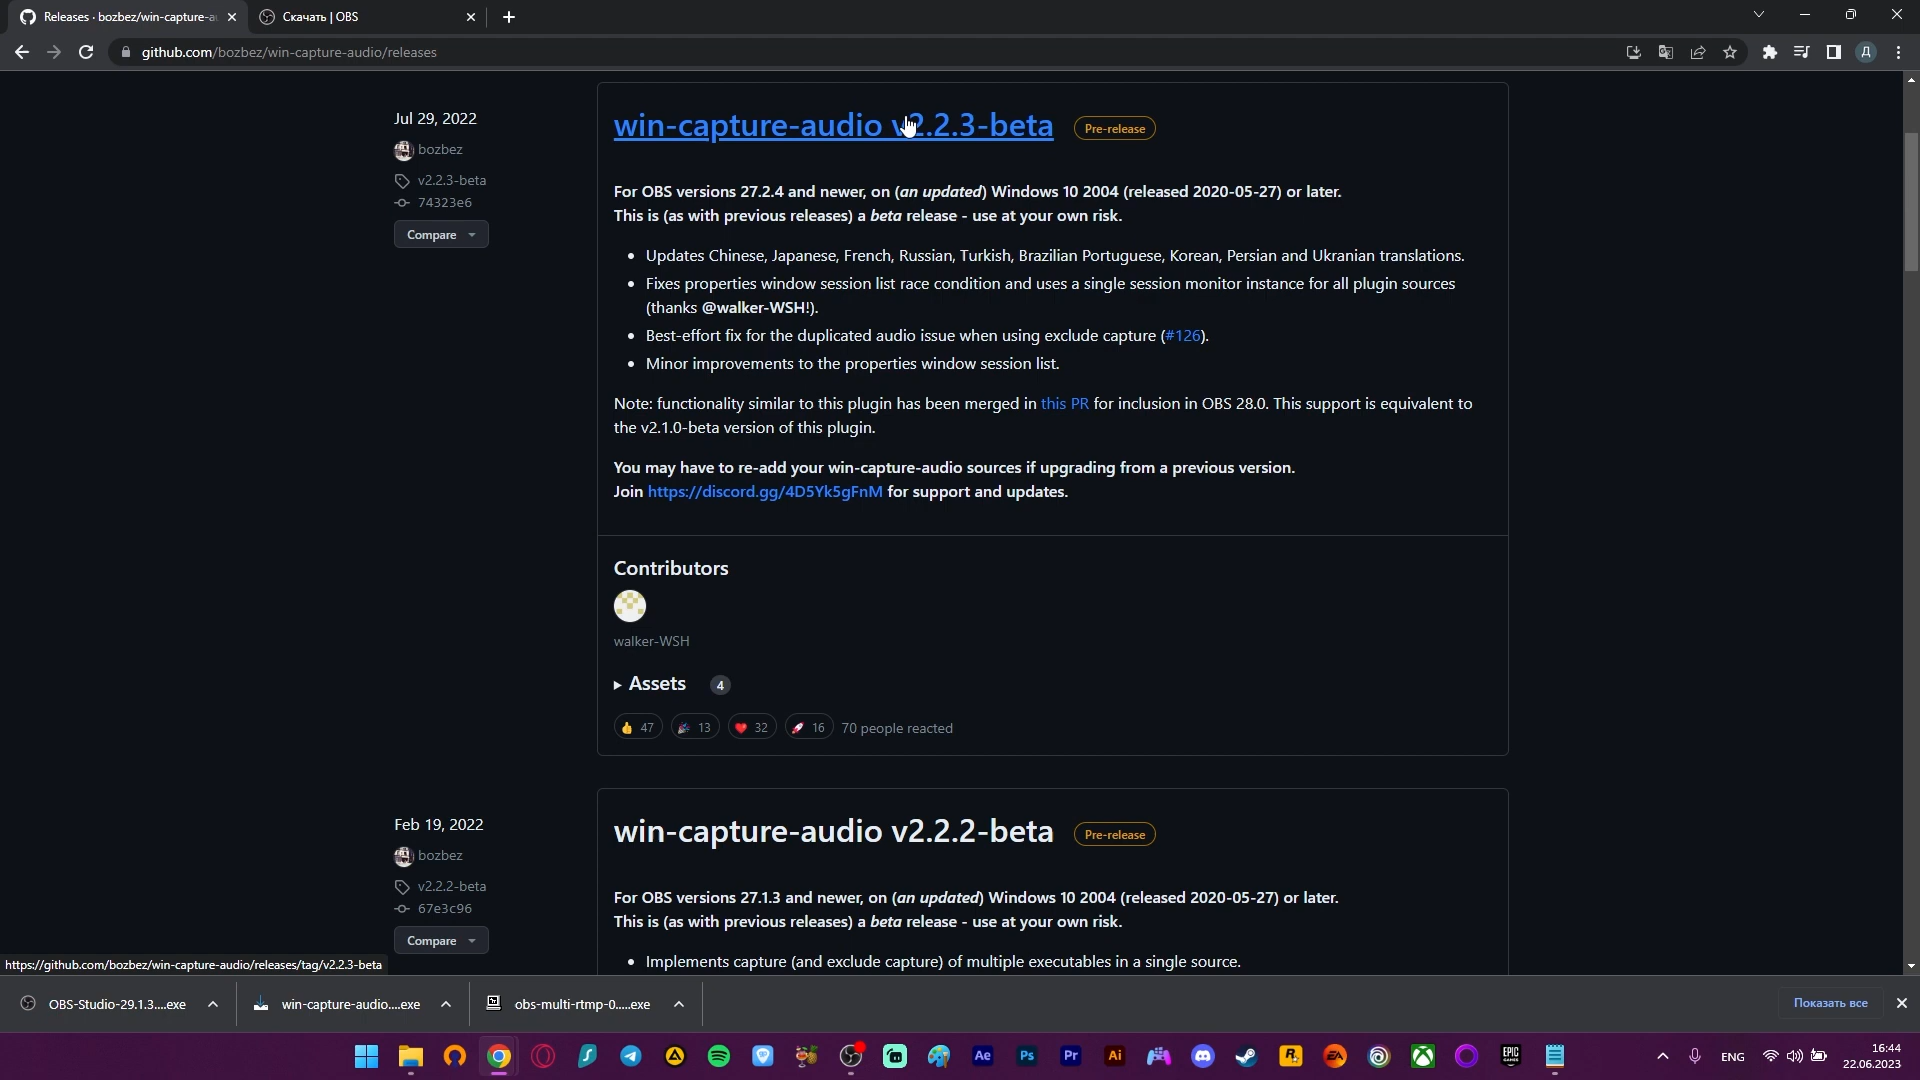 Releases · bozbez/win-capture-a
Скачать | OBS
github.com/bozbez/win-capture-audio/releases
Д
Jul 29, 2022
bozbez
v2.2.3-beta
74323e6
Compare
win-capture-audio v2.2.3-beta
Pre-release
For OBS versions 27.2.4 and newer, on (an updated) Windows 10 2004 (released 2020-05-27) or later.
This is (as with previous releases) a beta release - use at your own risk.
• Updates Chinese, Japanese, French, Russian, Turkish, Brazilian Portuguese, Korean, Persian and Ukranian translations.
• Fixes properties window session list race condition and uses a single session monitor instance for all plugin sources
(thanks @walker-WSH!).
• Best-effort fix for the duplicated audio issue when using exclude capture (#126).
• Minor improvements to the properties window session list.
Note: functionality similar to this plugin has been merged in this PR for inclusion in OBS 28.0. This support is equivalent to
the v2.1.0-beta version of this plugin.
You may have to re-add your win-capture-audio sources if upgrading from a previous version.
Join https://discord.gg/4D5Yk5gFnM for support and updates.
Contributors
walker-WSH
Assets 4
47 13 32 16 70 people reacted
Feb 19, 2022
bozbez
v2.2.2-beta
67e3c96
Compare
win-capture-audio v2.2.2-beta
Pre-release
For OBS versions 27.1.3 and newer, on (an updated) Windows 10 2004 (released 2020-05-27) or later.
This is (as with previous releases) a beta release - use at your own risk.
• Implements capture (and exclude capture) of multiple executables in a single source.
https://github.com/bozbez/win-capture-audio/releases/tag/v2.2.3-beta
OBS-Studio-29.1.3....exe
win-capture-audio....exe
obs-multi-rtmp-0.....exe
Показать все
Ae
Ps
Pr
Ai
R
EA
EPIC
GAMES
ENG
16:44
22.06.2023